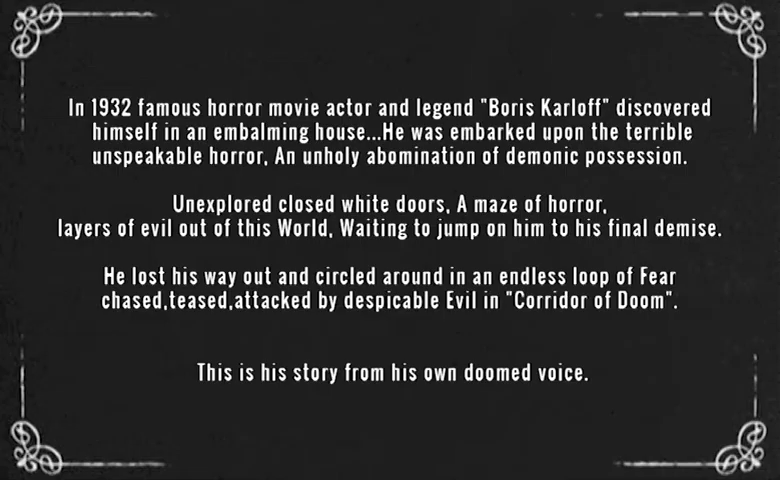 In 1932 famous horror movie actor and legend "Boris Karloff" discovered
himself in an embalming house...He was embarked upon the terrible
unspeakable horror, An unholy abomination of demonic possession.
Unexplored closed white doors, A maze of horror,
layers of evil out of this World, Waiting to jump on him to his final demise.
He lost his way out and circled around in an endless loop of Fear
chased,teased,attacked by despicable Evil in "Corridor of Doom".
This is his story from his own doomed voice.